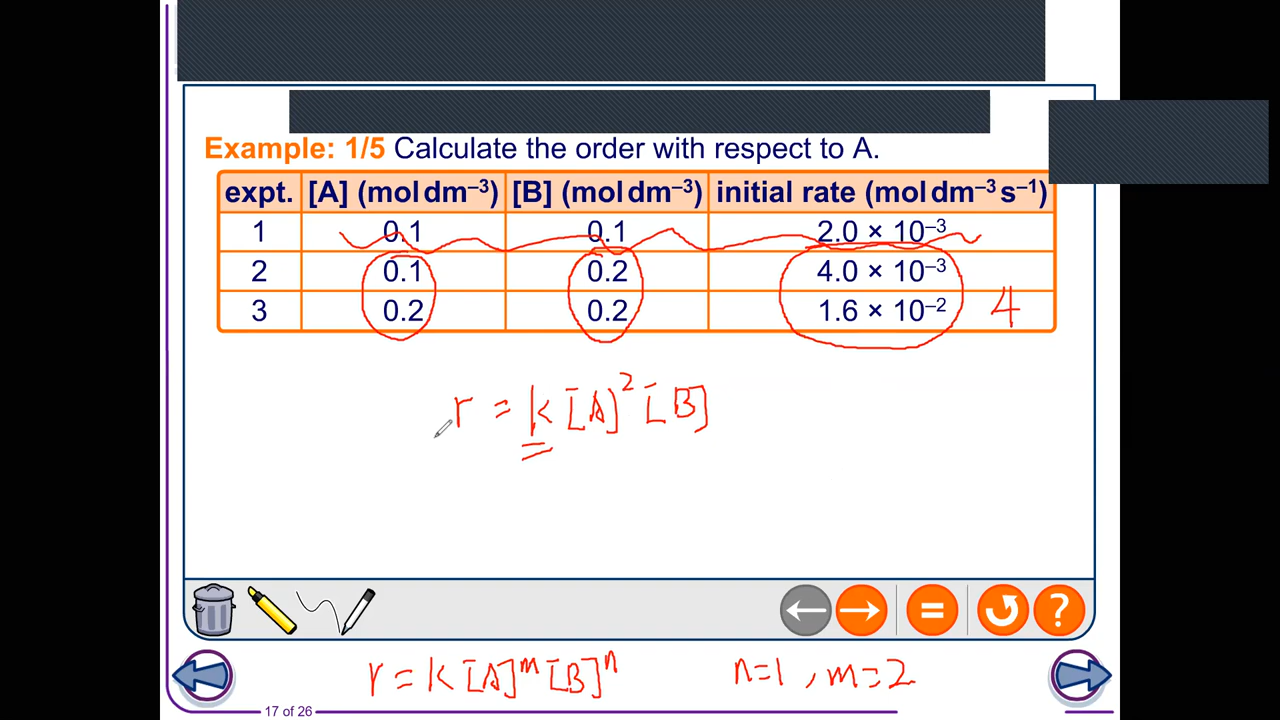 Example: 1/5 Calculate the order with respect to A.
expt. [A] (mol dm⁻³) [B] (mol dm⁻³) initial rate (mol dm⁻³ s⁻¹)
1 0.1 0.1 2.0 × 10⁻³
2 0.1 0.2 4.0 × 10⁻³
3 0.2 0.2 1.6 × 10⁻² 4
r = k [A]² [B]
= ?
r = k [A]ᵐ [B]ⁿ n=1 , m=2
17 of 26